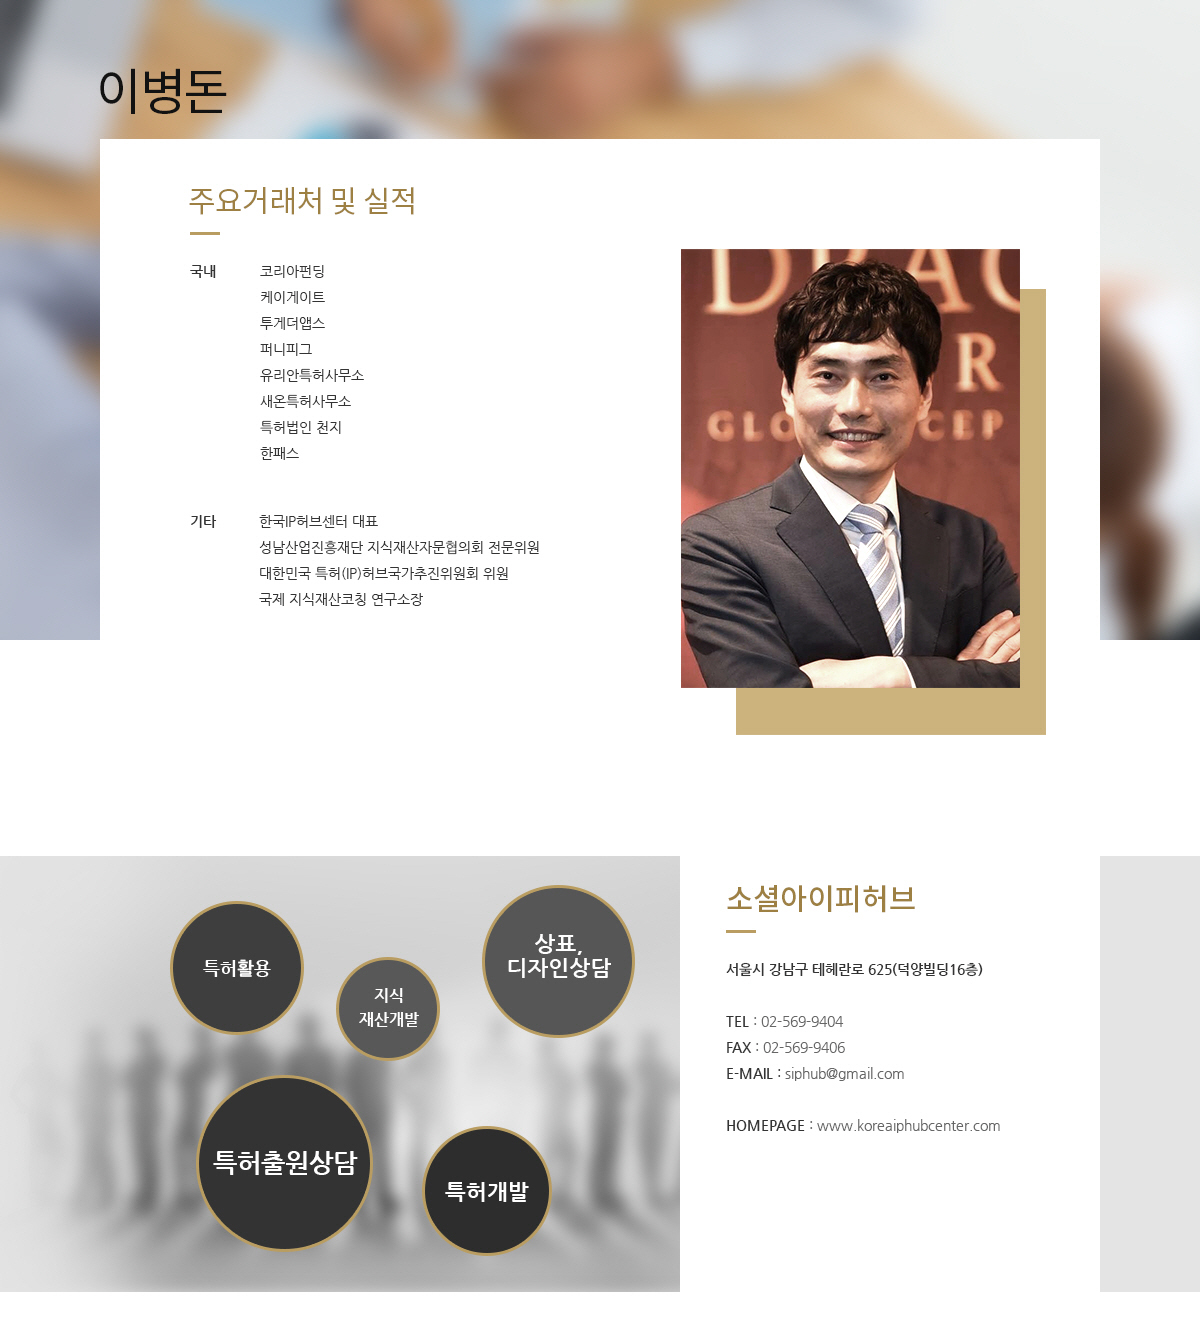 이병돈
주요거래처 및 실적
국내 코리아펀딩
케이게이트
투게더앱스
퍼니피그
유리안특허사무소
새온특허사무소
특허법인 천지
한패스
기타 한국IP허브센터 대표
성남산업진흥재단 지식재산자문협의회 전문위원
대한민국 특허(IP)허브국가추진위원회 위원
국제 지식재산코칭 연구소장
R
GLO CEP
특허활용
지식
재산개발
상표,
디자인상담
특허출원상담
특허개발
소셜아이피허브
서울시 강남구 테헤란로 625(덕양빌딩16층)
TEL : 02-569-9404
FAX : 02-569-9406
E-MAIL : siphub@gmail.com
HOMEPAGE : www.koreaiphubcenter.com